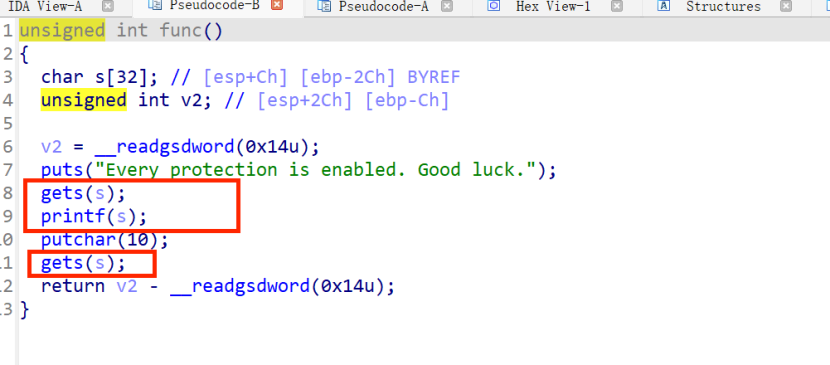 IDA View-A Pseudocode-B Pseudocode-A Hex View-1 A Structures
1 unsigned int func()
2 {
3 char s[32]; // [esp+Ch] [ebp-2Ch] BYREF
4 unsigned int v2; // [esp+2Ch] [ebp-Ch]
5
6 v2 = __readgsdword(0x14u);
7 puts("Every protection is enabled. Good luck.");
8 gets(s);
9 printf(s);
10 putchar(10);
11 gets(s);
12 return v2 - __readgsdword(0x14u);
13 }